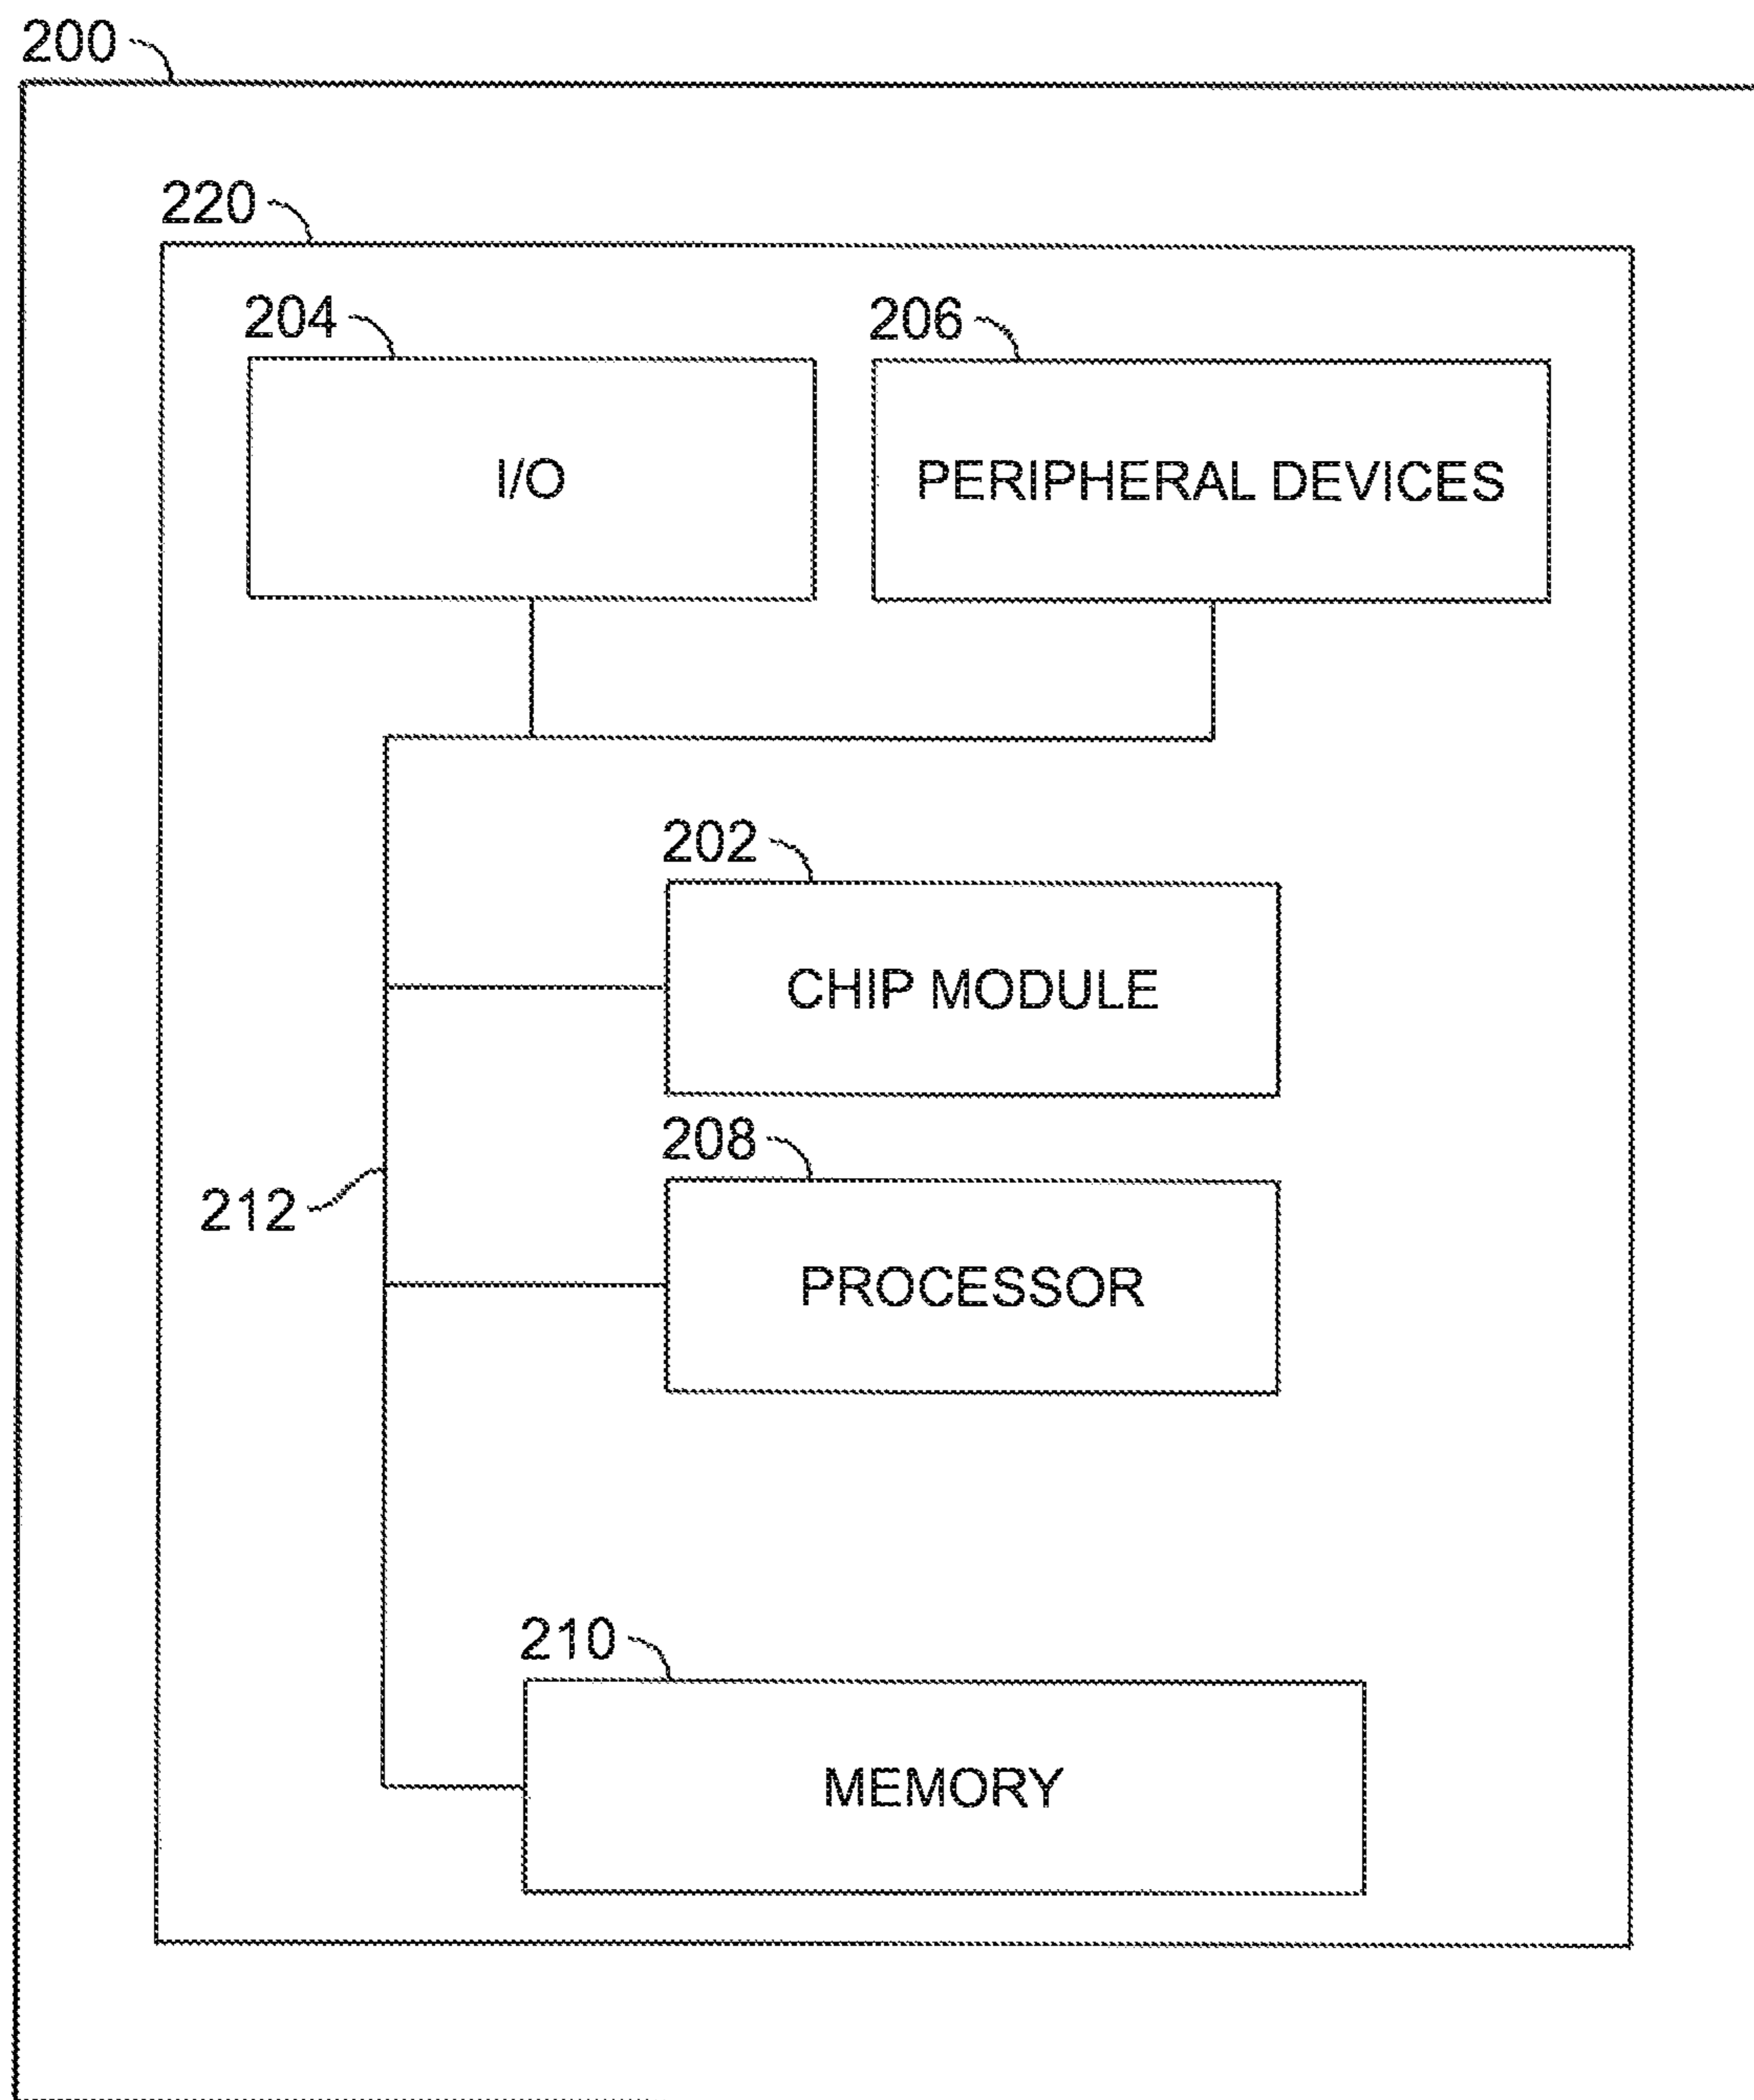 200
220
204
206
I/O
PERIPHERAL DEVICES
202
CHIP MODULE
208
212
PROCESSOR
210
MEMORY